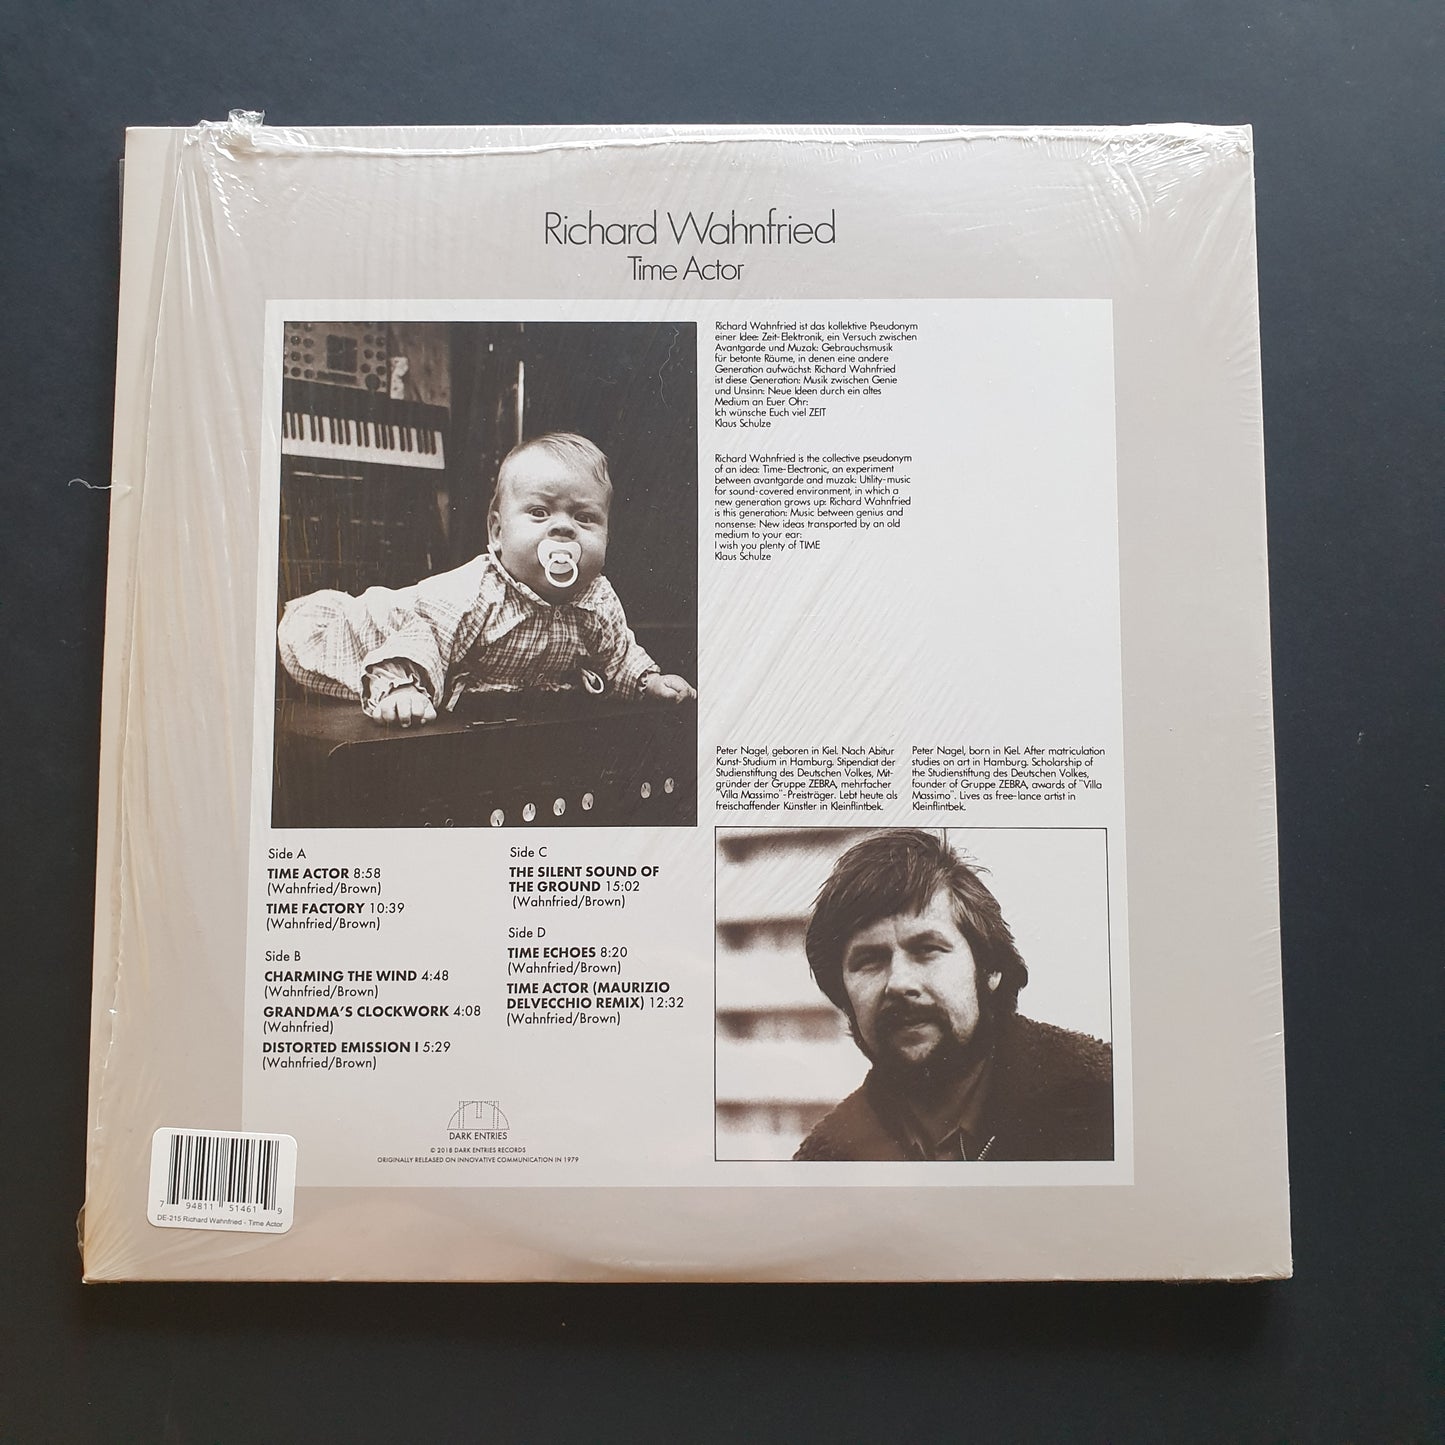 Richard Wahnfried
Time Actor
Richard Wahnfried ist das kollektive Pseudonym
einer Idee: Zeit-Elektronik, ein Versuch zwischen
Avantgarde und Muzak: Gebrauchsmusik
für betonte Räume, in denen eine andere
Generation aufwächst: Richard Wahnfried
ist diese Generation: Musik zwischen Genie
und Unsinn: Neue Ideen durch ein altes
Medium an Euer Ohr:
Ich wünsche Euch viel ZEIT
Klaus Schulze
Richard Wahnfried is the collective pseudonym
of an idea: Time-Electronic, an experiment
between avantgarde and muzak: Utility-music
for sound-covered environment, in which a
new generation grows up: Richard Wahnfried
is this generation: Music between genius and
nonsense: New ideas transported by an old
medium to your ear:
I wish you plenty of TIME
Klaus Schulze
Peter Nagel, geboren in Kiel. Nach Abitur
Kunst-Studium in Hamburg. Stipendiat der
Studienstiftung des Deutschen Volkes, Mit-
gründer der Gruppe ZEBRA, mehrfacher
"Villa Massimo"-Preisträger. Lebt heute als
freischaffender Künstler in Kleinflintbek.
Peter Nagel, born in Kiel. After matriculation
studies on art in Hamburg. Scholarship of
the Studienstiftung des Deutschen Volkes,
founder of Gruppe ZEBRA, awards of "Villa
Massimo". Lives as free-lance artist in
Kleinflintbek.
Side A
TIME ACTOR 8:58
(Wahnfried/Brown)
TIME FACTORY 10:39
(Wahnfried/Brown)
Side B
CHARMING THE WIND 4:48
(Wahnfried/Brown)
GRANDMA'S CLOCKWORK 4:08
(Wahnfried)
DISTORTED EMISSION I 5:29
(Wahnfried/Brown)
Side C
THE SILENT SOUND OF
THE GROUND 15:02
(Wahnfried/Brown)
Side D
TIME ECHOES 8:20
(Wahnfried/Brown)
TIME ACTOR (MAURIZIO
DELVECCHIO REMIX) 12:32
(Wahnfried/Brown)
DARK ENTRIES
© 2018 DARK ENTRIES RECORDS
ORIGINALLY RELEASED ON INNOVATIVE COMMUNICATION IN 1979
7 94811 51461 9
DE-215 Richard Wahnfried - Time Actor